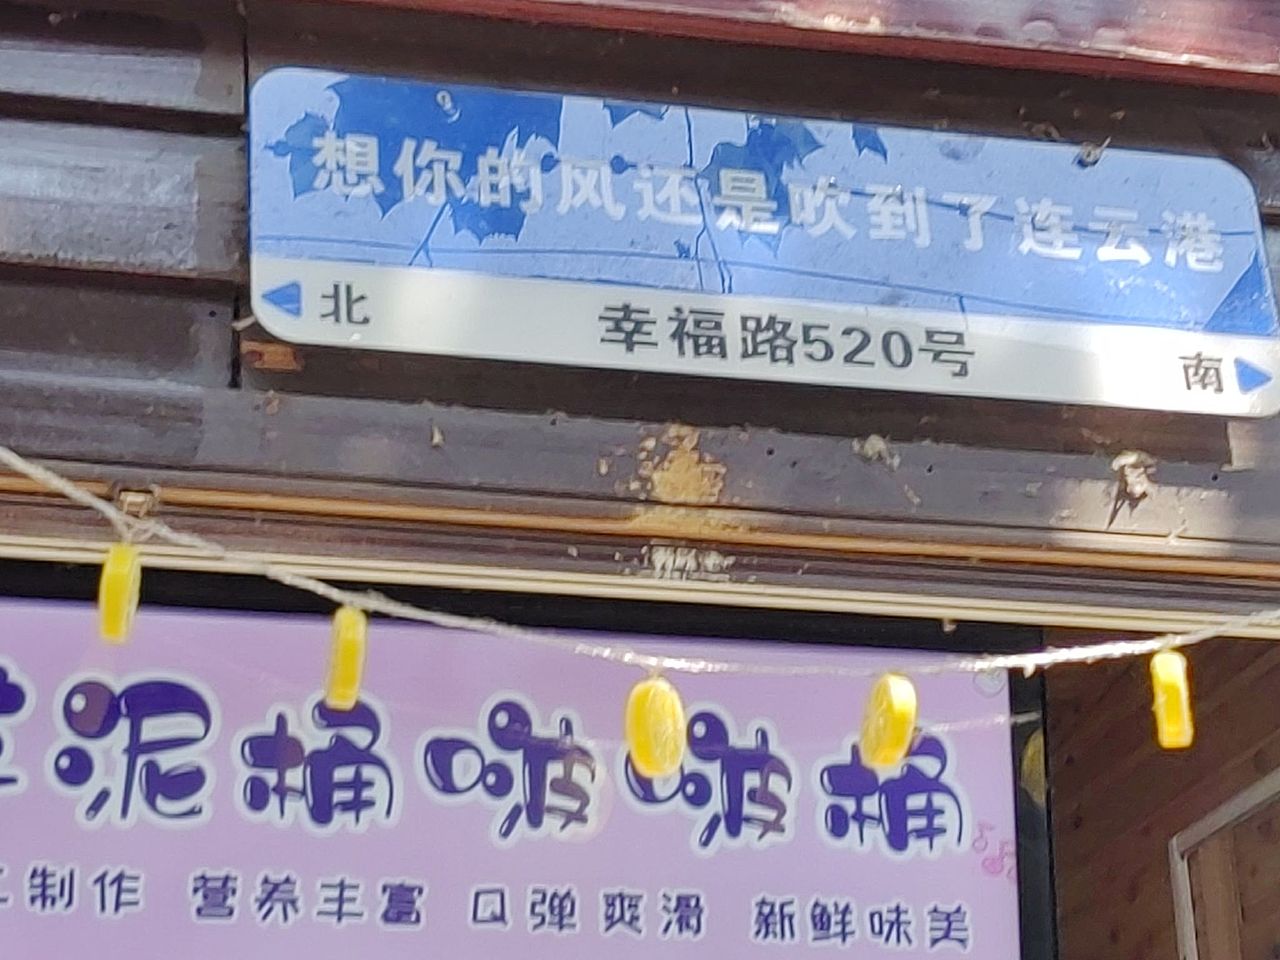 想你的风还是吹到了连云港
北 幸福路520号 南
泥桶啵啵桶
制作 营养丰富 口弹爽滑 新鲜味美